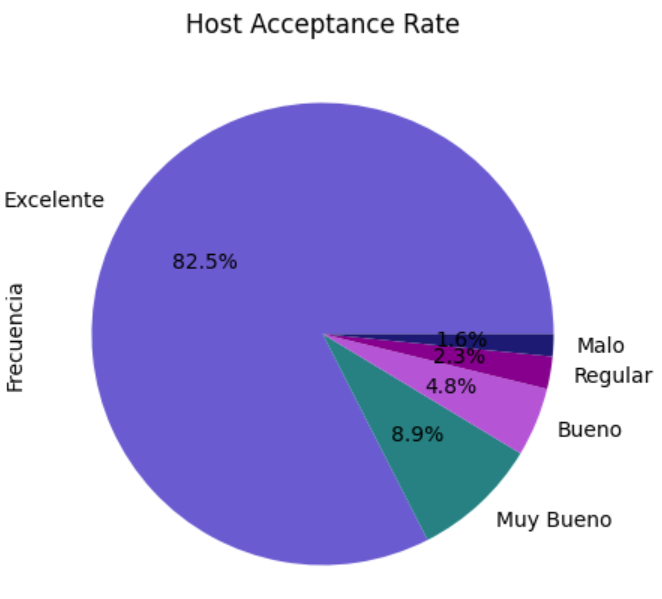 Host Acceptance Rate
Excelente
82.5%
Frecuencia
1.6%
Malo
2.3%
Regular
4.8%
Bueno
8.9%
Muy Bueno